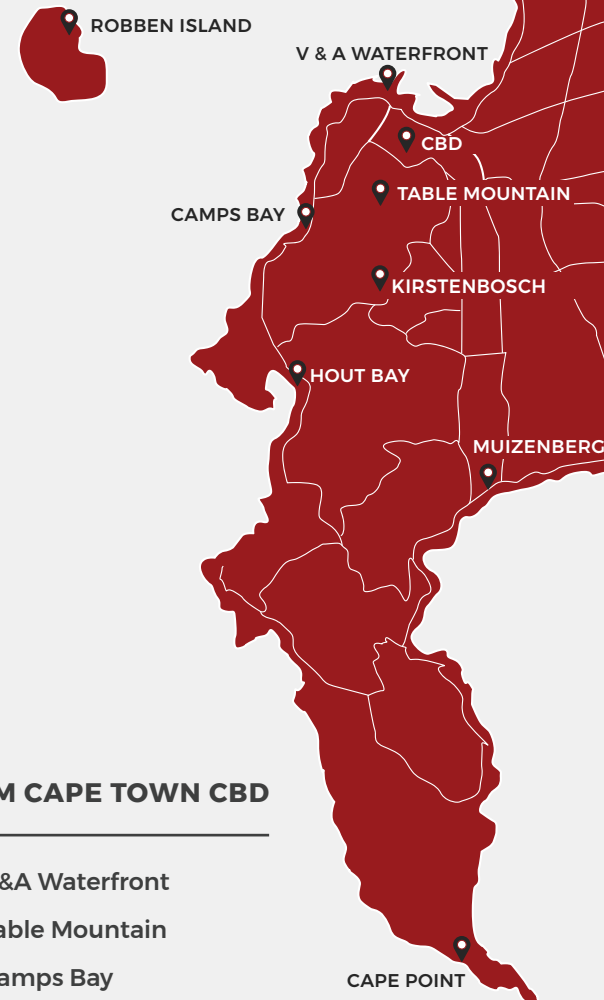 ROBBEN ISLAND
V & A WATERFRONT
CBD
TABLE MOUNTAIN
CAMPS BAY
KIRSTENBOSCH
HOUT BAY
MUIZENBERG
M CAPE TOWN CBD
&A Waterfront
able Mountain
amps Bay
CAPE POINT